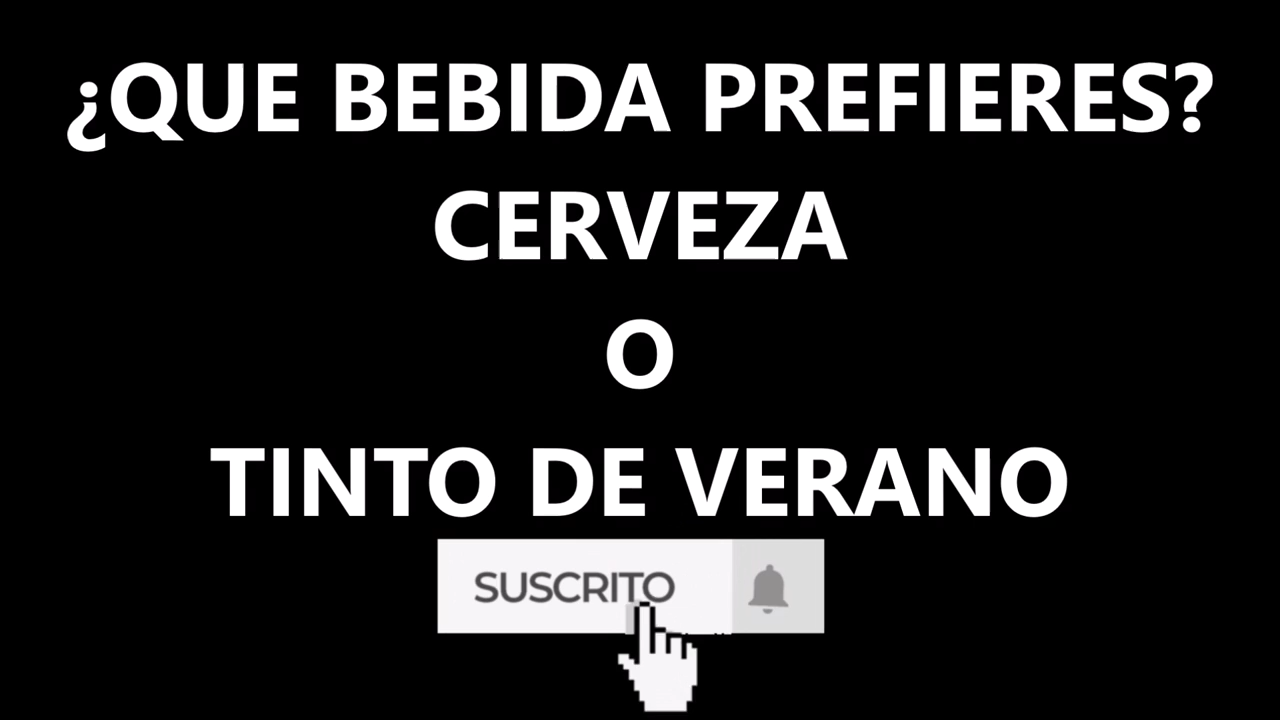 ¿QUE BEBIDA PREFIERES?
CERVEZA
O
TINTO DE VERANO
SUSCRITO